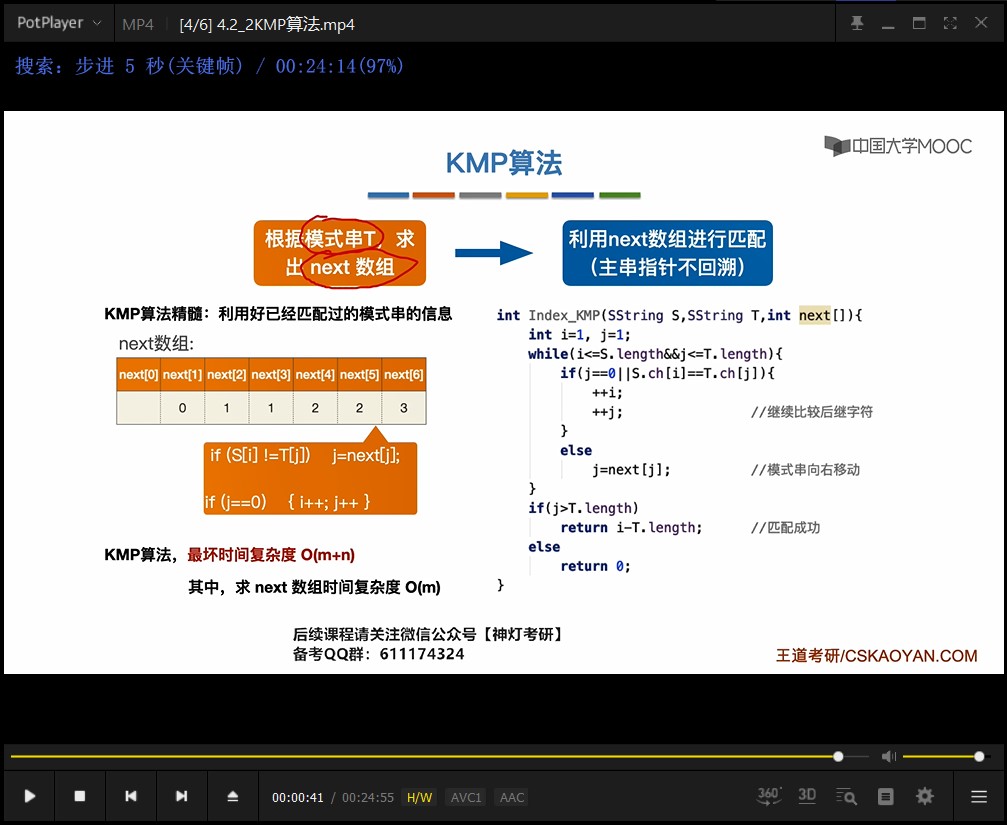 PotPlayer MP4 [4/6] 4.2_2KMP算法.mp4
搜索：步进 5 秒(关键帧) / 00:24:14(97%)
中国大学MOOC
KMP算法
根据模式串T，求
出 next 数组
利用next数组进行匹配
（主串指针不回溯）
KMP算法精髓：利用好已经匹配过的模式串的信息
next数组:
next[0] next[1] next[2] next[3] next[4] next[5] next[6]
0 1 1 2 2 3
if (S[i] !=T[j]) j=next[j];
if (j==0) { i++; j++ }
KMP算法，最坏时间复杂度 O(m+n)
其中，求 next 数组时间复杂度 O(m)
int Index_KMP(SString S,SString T,int next[]){
int i=1, j=1;
while(i<=S.length&&j<=T.length){
if(j==0||S.ch[i]==T.ch[j]){
++i;
++j; //继续比较后继字符
}
else
j=next[j]; //模式串向右移动
}
if(j>T.length)
return i-T.length; //匹配成功
else
return 0;
}
后续课程请关注微信公众号【神灯考研】
备考QQ群：611174324
王道考研/CSKAOYAN.COM
00:00:41 / 00:24:55 H/W AVC1 AAC
360° 3D